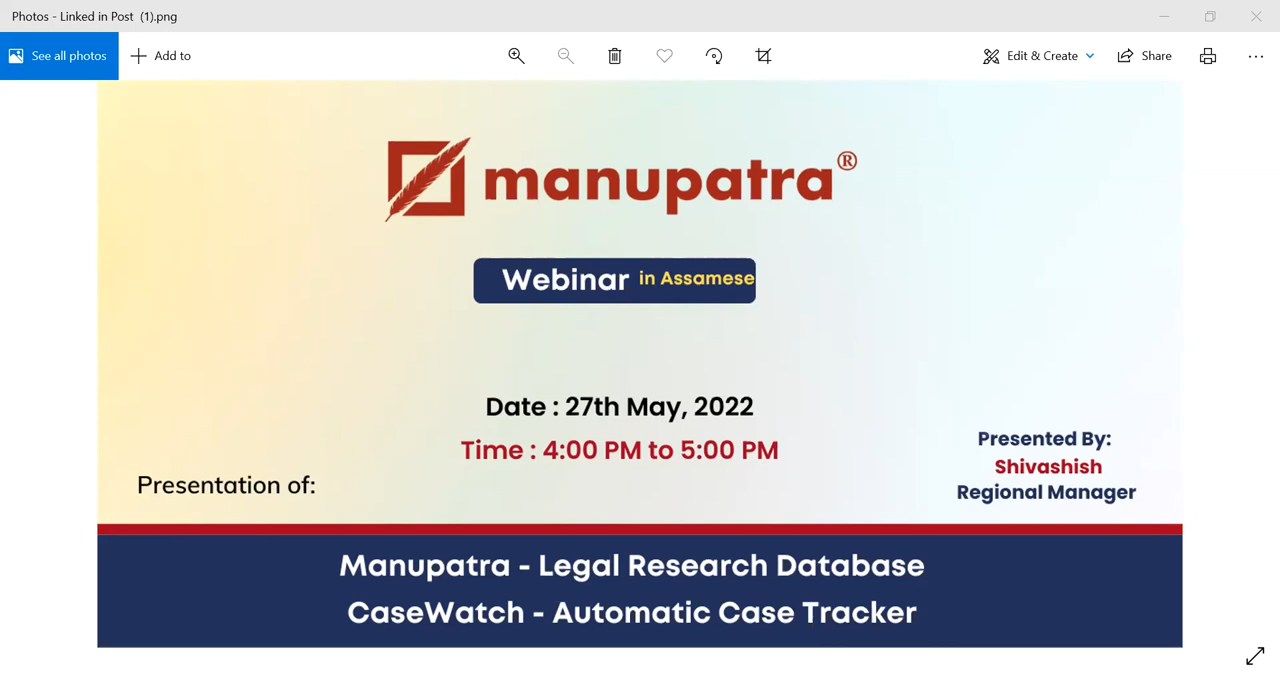 Photos - Linked in Post (1).png
See all photos
Add to
Edit & Create
Share
manupatra®
Webinar in Assamese
Date : 27th May, 2022
Time : 4:00 PM to 5:00 PM
Presentation of:
Presented By:
Shivashish
Regional Manager
Manupatra - Legal Research Database
CaseWatch - Automatic Case Tracker